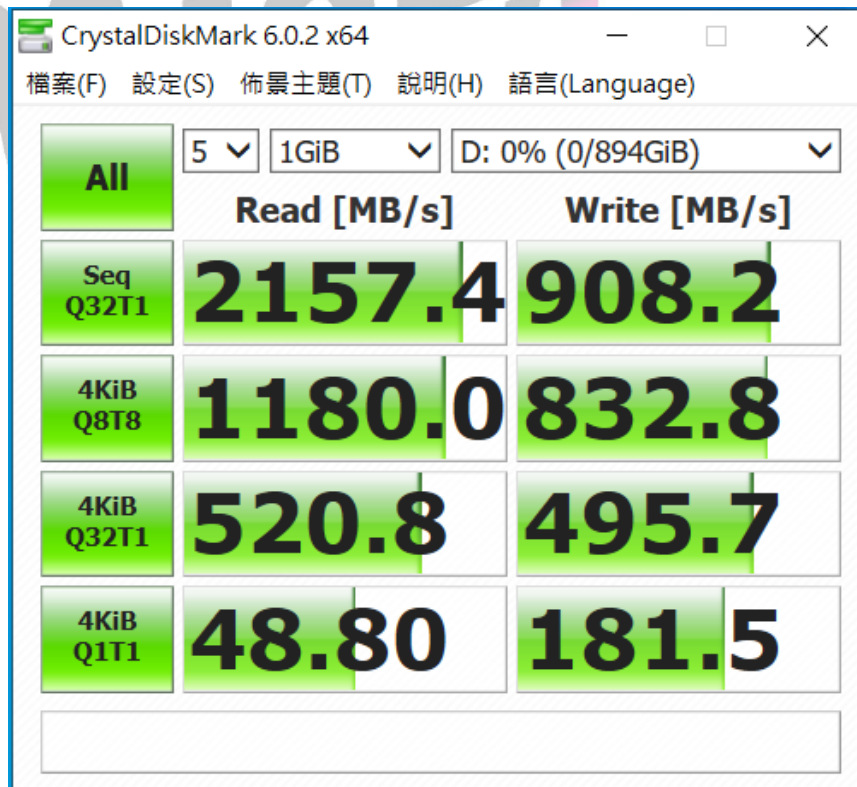 CrystalDiskMark 6.0.2 x64
檔案(F) 設定(S) 佈景主題(T) 說明(H) 語言(Language)
All 5 1GiB D: 0% (0/894GiB)
Read [MB/s] Write [MB/s]
Seq Q32T1 2157.4 908.2
4KiB Q8T8 1180.0 832.8
4KiB Q32T1 520.8 495.7
4KiB Q1T1 48.80 181.5